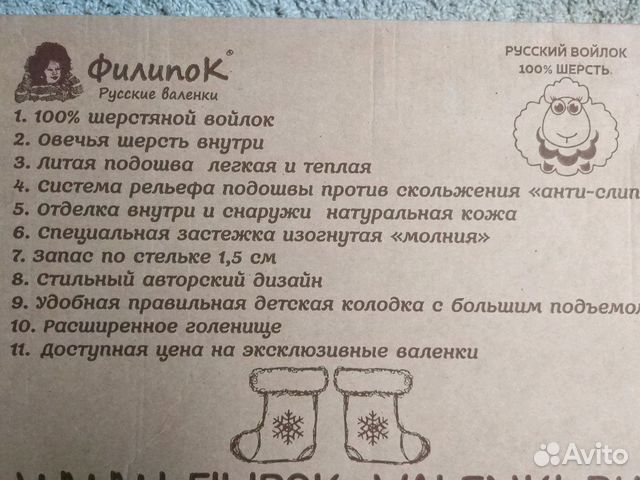 Филипок®
Русские валенки
РУССКИЙ ВОЙЛОК
100% ШЕРСТЬ
1. 100% шерстяной войлок
2. Овечья шерсть внутри
3. Литая подошва легкая и теплая
4. Система рельефа подошвы против скольжения «анти-слип
5. Отделка внутри и снаружи натуральная кожа
6. Специальная застежка изогнутая «молния»
7. Запас по стельке 1,5 см
8. Стильный авторский дизайн
9. Удобная правильная детская колодка с большим подъемом
10. Расширенное голенище
11. Доступная цена на эксклюзивные валенки
Avito